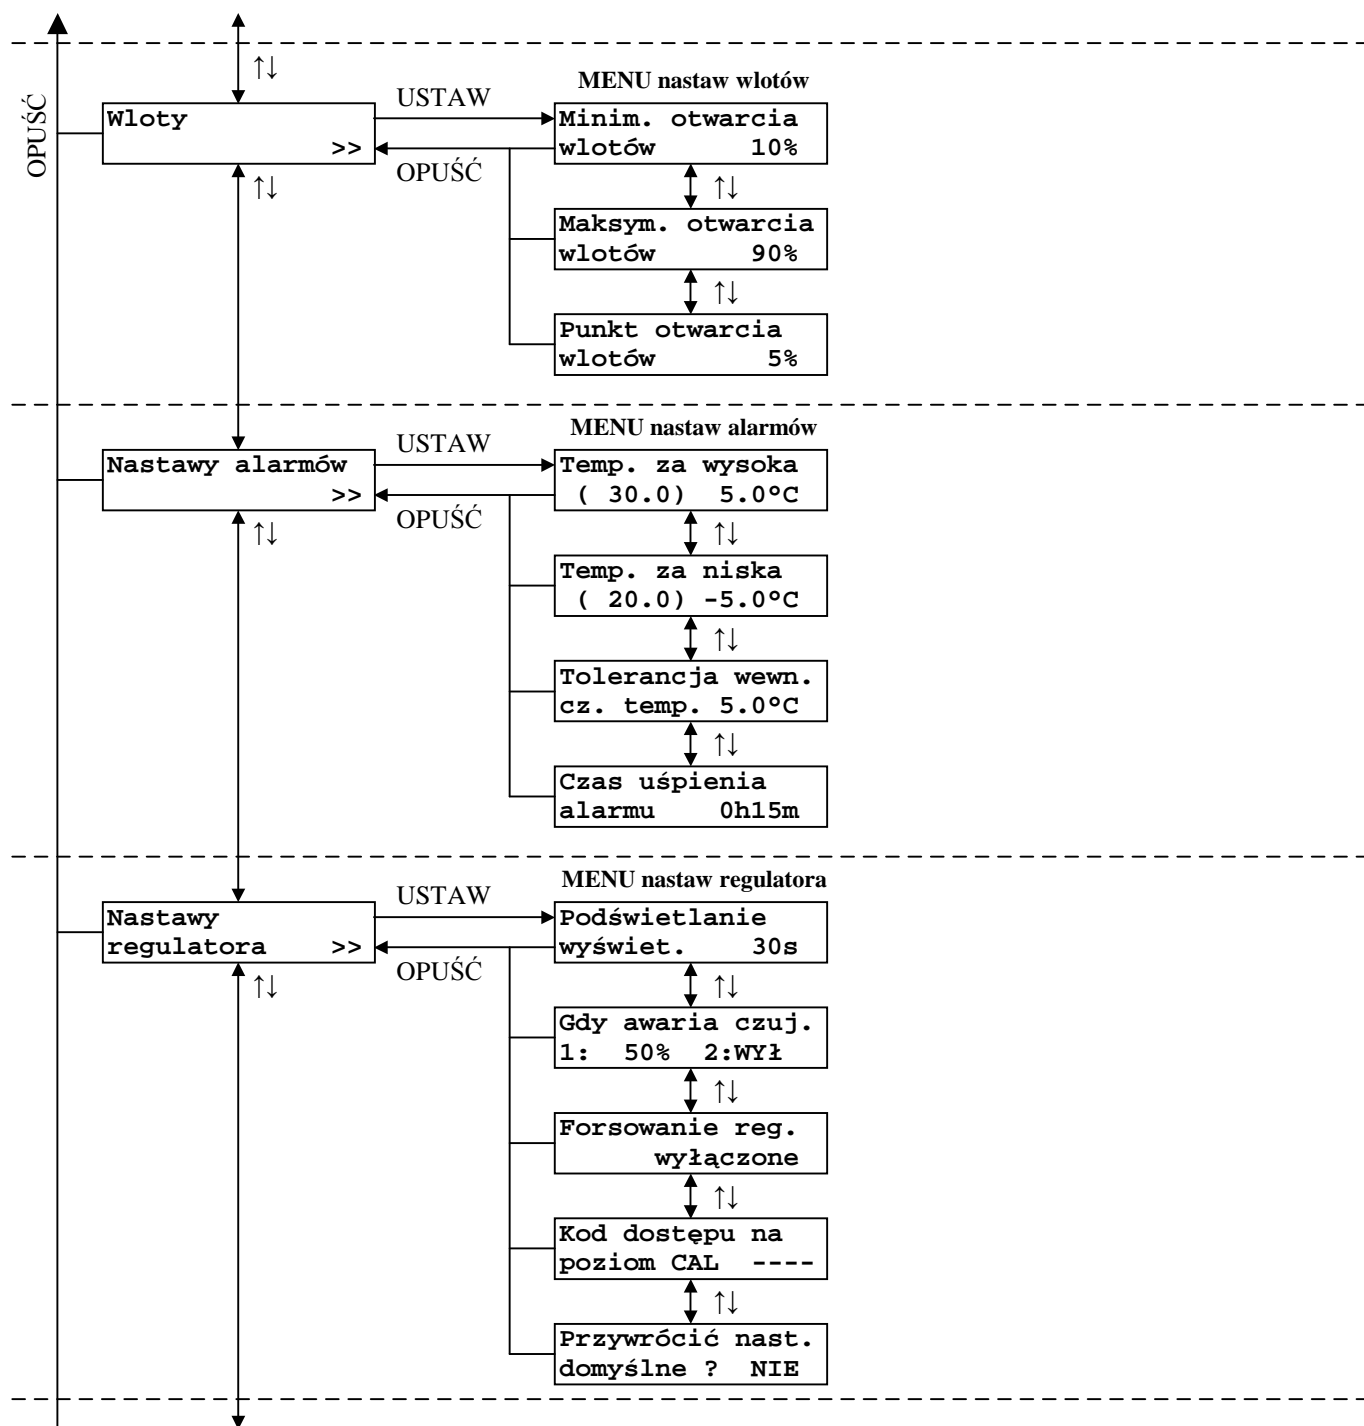 ↑↓
MENU nastaw wlotów
OPUŚĆ
Wloty
>>
USTAW
OPUŚĆ
Minim. otwarcia
wlotów 10%
↑↓
↑↓
Maksym. otwarcia
wlotów 90%
↑↓
Punkt otwarcia
wlotów 5%
MENU nastaw alarmów
Nastawy alarmów
>>
USTAW
OPUŚĆ
Temp. za wysoka
( 30.0) 5.0°C
↑↓
↑↓
Temp. za niska
( 20.0) -5.0°C
↑↓
Tolerancja wewn.
cz. temp. 5.0°C
↑↓
Czas uśpienia
alarmu 0h15m
MENU nastaw regulatora
Nastawy
regulatora >>
USTAW
OPUŚĆ
Podświetlanie
wyświet. 30s
↑↓
↑↓
Gdy awaria czuj.
1: 50% 2:WYł
↑↓
Forsowanie reg.
wyłączone
↑↓
Kod dostępu na
poziom CAL ----
↑↓
Przywrócić nast.
domyślne ? NIE